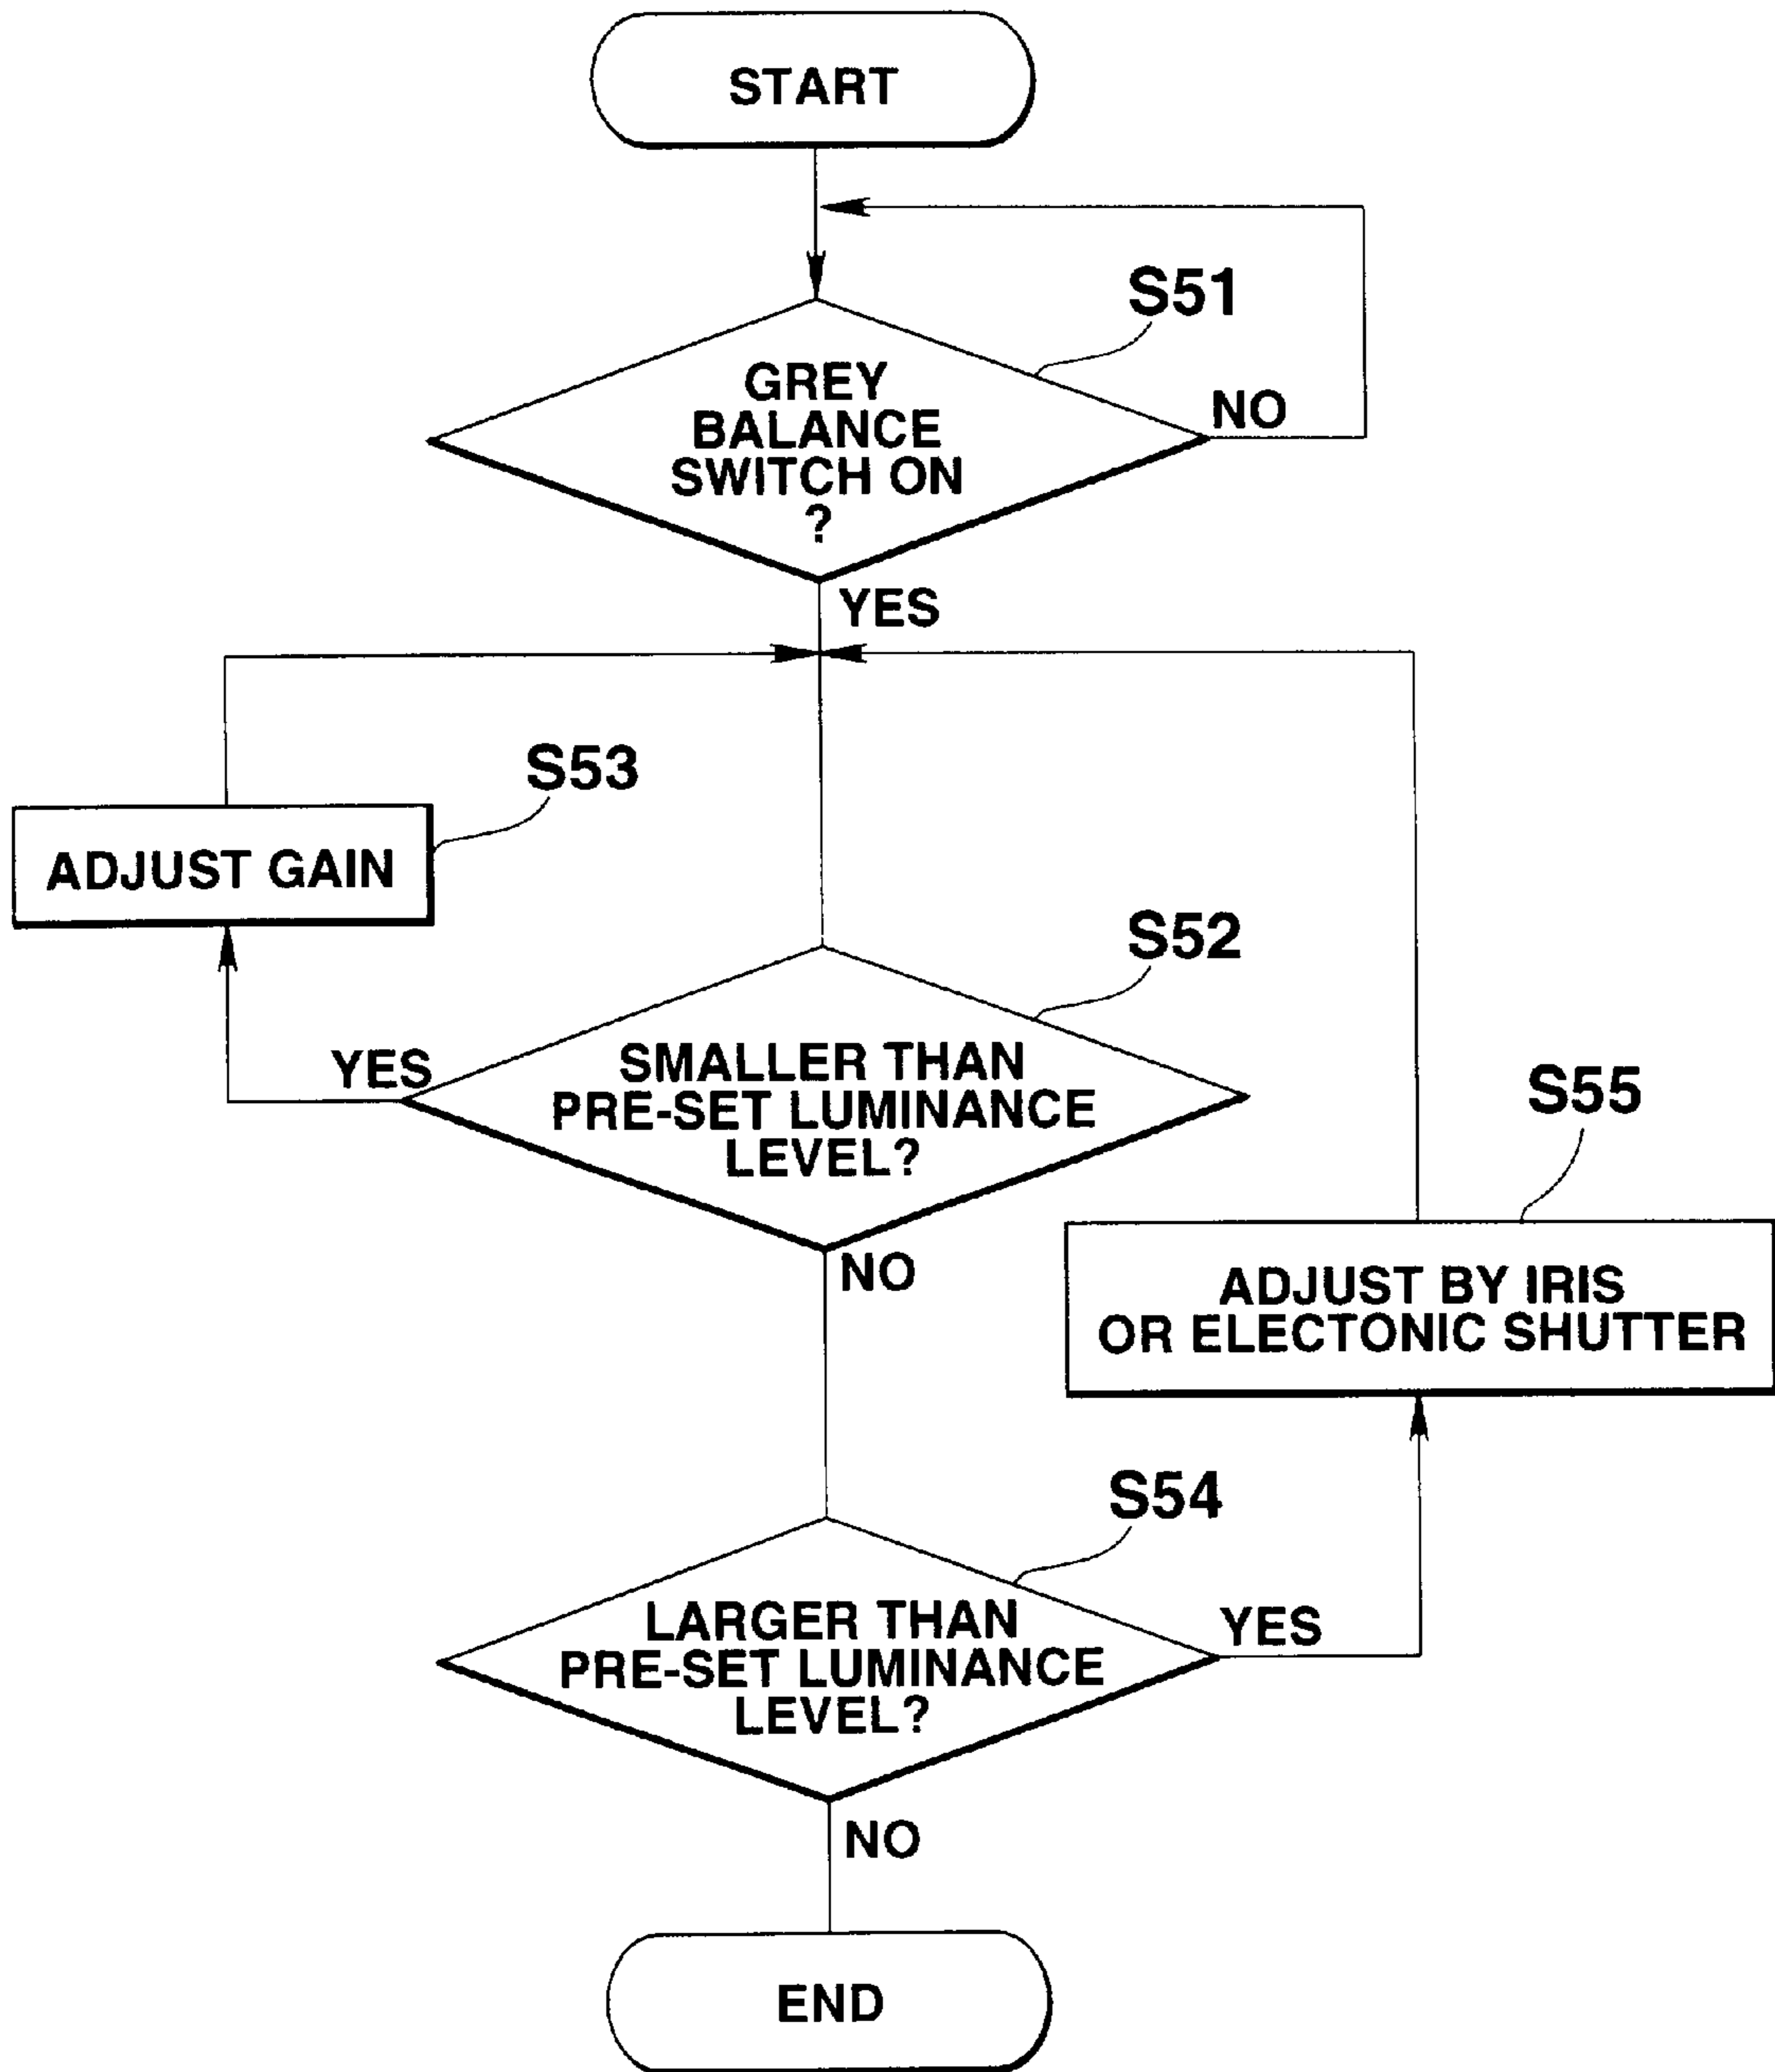 START
S51
GREY
BALANCE
SWITCH ON
?
NO
YES
S53
ADJUST GAIN
S52
SMALLER THAN
PRE-SET LUMINANCE
LEVEL?
YES
NO
S55
ADJUST BY IRIS
OR ELECTONIC SHUTTER
S54
LARGER THAN
PRE-SET LUMINANCE
LEVEL?
YES
NO
END